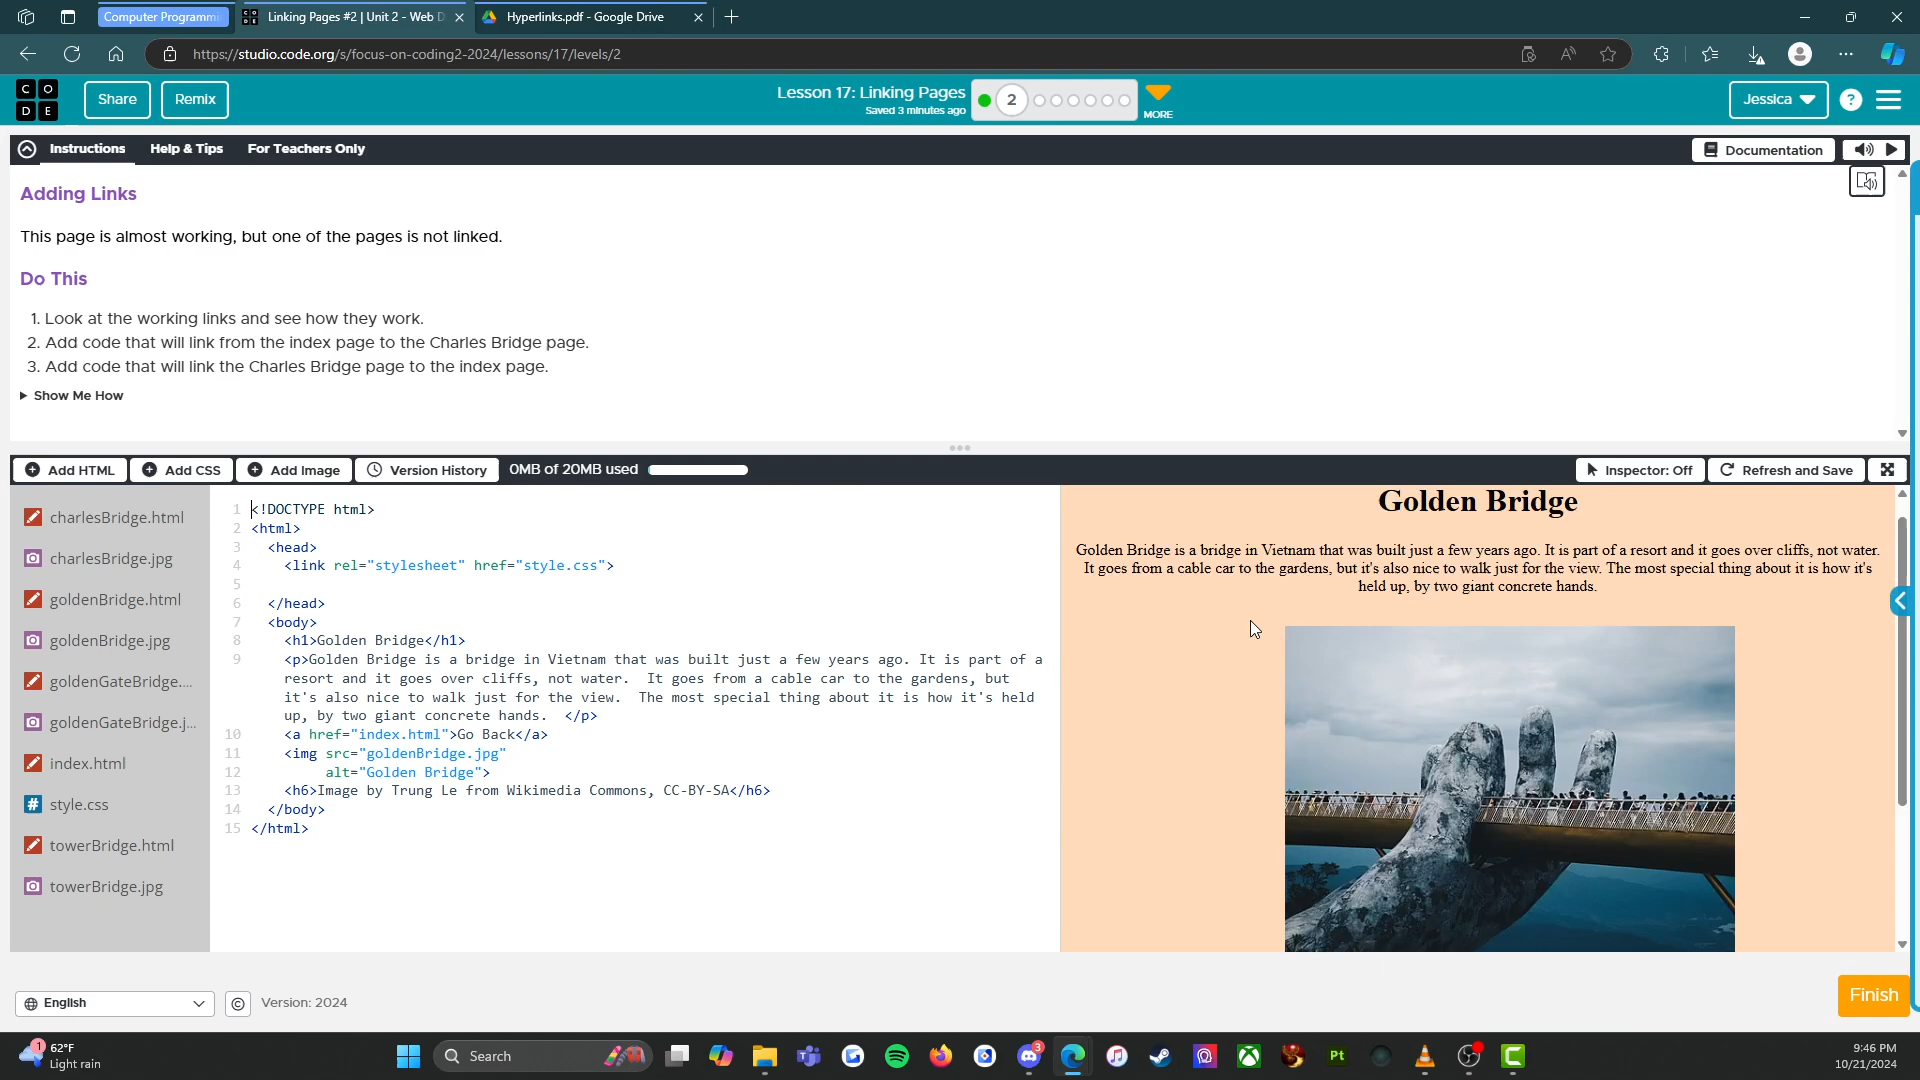 Computer Programmi
Linking Pages #2 | Unit 2 - Web D
Hyperlinks.pdf - Google Drive
https://studio.code.org/s/focus-on-coding2-2024/lessons/17/levels/2
C O
D E
Share
Remix
Lesson 17: Linking Pages
Saved 3 minutes ago
2
MORE
Jessica
?
Instructions
Help & Tips
For Teachers Only
Documentation
Adding Links
This page is almost working, but one of the pages is not linked.
Do This
1. Look at the working links and see how they work.
2. Add code that will link from the index page to the Charles Bridge page.
3. Add code that will link the Charles Bridge page to the index page.
Show Me How
Add HTML
Add CSS
Add Image
Version History
0MB of 20MB used
Inspector: Off
Refresh and Save
charlesBridge.html
charlesBridge.jpg
goldenBridge.html
goldenBridge.jpg
goldenGateBridge....
goldenGateBridge.j...
index.html
# style.css
towerBridge.html
towerBridge.jpg
1 <!DOCTYPE html>
2 <html>
3 <head>
4 <link rel="stylesheet" href="style.css">
5
6 </head>
7 <body>
8 <h1>Golden Bridge</h1>
9 <p>Golden Bridge is a bridge in Vietnam that was built just a few years ago. It is part of a
resort and it goes over cliffs, not water.  It goes from a cable car to the gardens, but
it's also nice to walk just for the view.  The most special thing about it is how it's held
up, by two giant concrete hands.  </p>
10 <a href="index.html">Go Back</a>
11 <img src="goldenBridge.jpg"
12 alt="Golden Bridge">
13 <h6>Image by Trung Le from Wikimedia Commons, CC-BY-SA</h6>
14 </body>
15 </html>
Golden Bridge
Golden Bridge is a bridge in Vietnam that was built just a few years ago. It is part of a resort and it goes over cliffs, not water.
It goes from a cable car to the gardens, but it's also nice to walk just for the view. The most special thing about it is how it's
held up, by two giant concrete hands.
English
©
Version: 2024
Finish
1
62°F
Light rain
Search
3
Pt
9:46 PM
10/21/2024